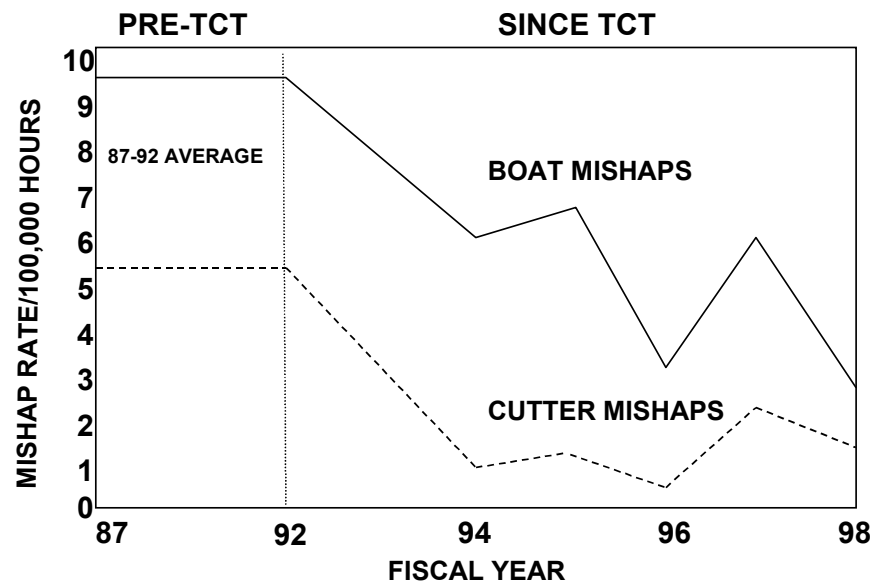 PRE-TCT SINCE TCT
10
9
8
7
6
5
4
3
2
1
0
MISHAP RATE/100,000 HOURS
87-92 AVERAGE
BOAT MISHAPS
CUTTER MISHAPS
87 92 94 96 98
FISCAL YEAR